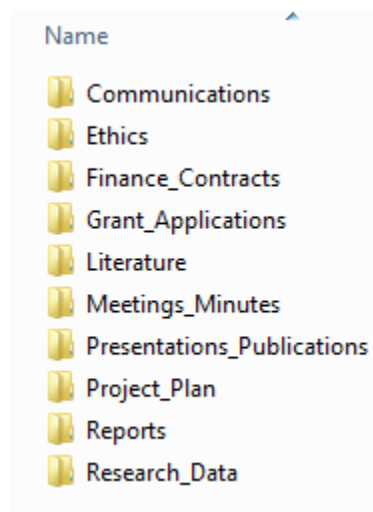 Name
Communications
Ethics
Finance_Contracts
Grant_Applications
Literature
Meetings_Minutes
Presentations_Publications
Project_Plan
Reports
Research_Data